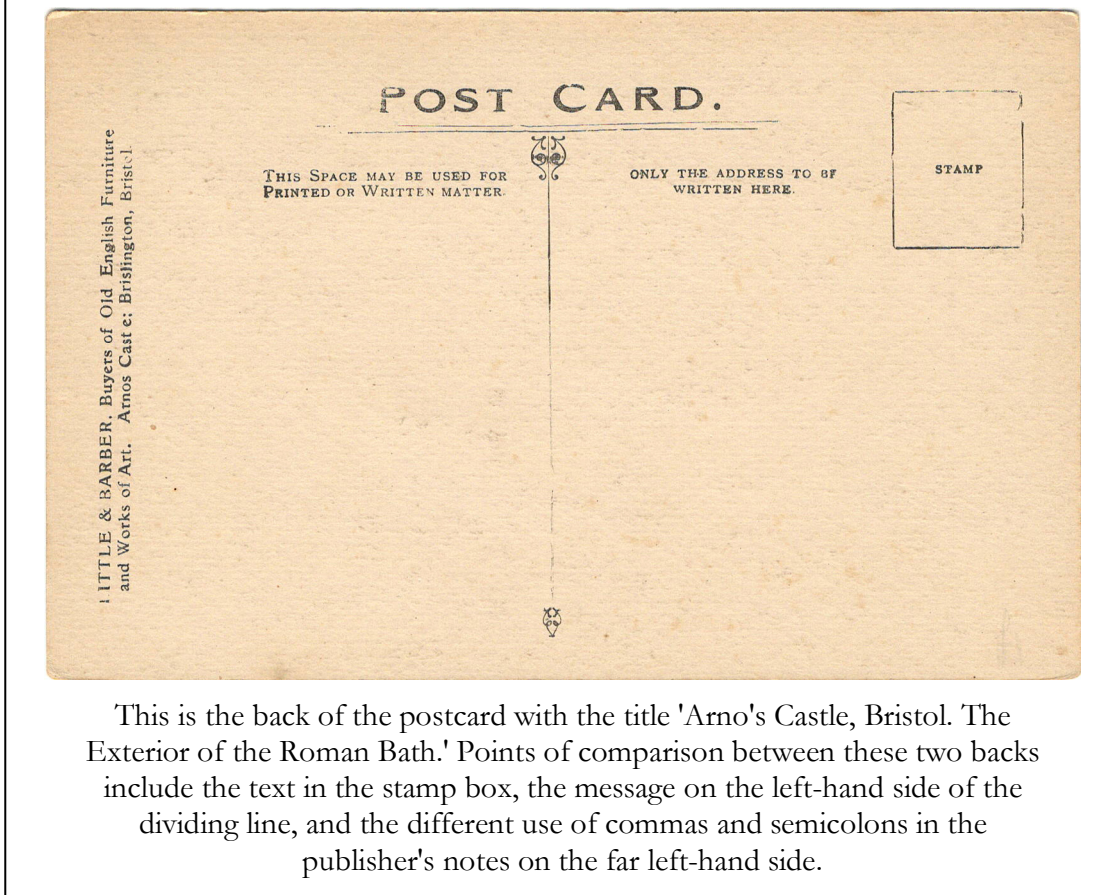 POST CARD.
THIS SPACE MAY BE USED FOR
PRINTED OR WRITTEN MATTER.
ONLY THE ADDRESS TO BE
WRITTEN HERE.
STAMP
LITTLE & BARBER, Buyers of Old English Furniture
and Works of Art. Arnos Cast e; Brislington, Bristol.
This is the back of the postcard with the title 'Arno's Castle, Bristol. The
Exterior of the Roman Bath.' Points of comparison between these two backs
include the text in the stamp box, the message on the left-hand side of the
dividing line, and the different use of commas and semicolons in the
publisher's notes on the far left-hand side.